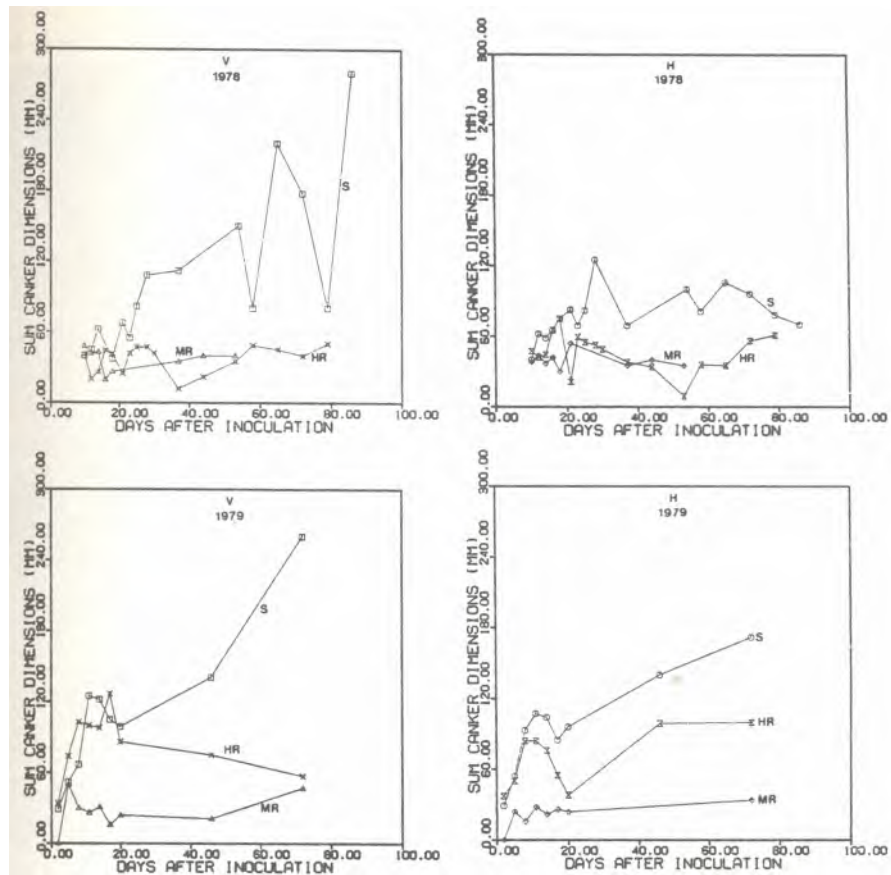 V
1978
SUM CANKER DIMENSIONS (MM)
0.00 60.00 120.00 180.00 240.00 300.00
S
MR
HR
0.00 20.00 40.00 60.00 80.00 100.00
DAYS AFTER INOCULATION
H
1978
SUM CANKER DIMENSIONS (MM)
0.00 60.00 120.00 180.00 240.00 300.00
S
MR
HR
0.00 20.00 40.00 60.00 80.00 100.00
DAYS AFTER INOCULATION
V
1979
SUM CANKER DIMENSIONS (MM)
0.00 60.00 120.00 180.00 240.00 300.00
S
HR
MR
0.00 20.00 40.00 60.00 80.00 100.00
DAYS AFTER INOCULATION
H
1979
SUM CANKER DIMENSIONS (MM)
0.00 60.00 120.00 180.00 240.00 300.00
S
HR
MR
0.00 20.00 40.00 60.00 80.00 100.00
DAYS AFTER INOCULATION